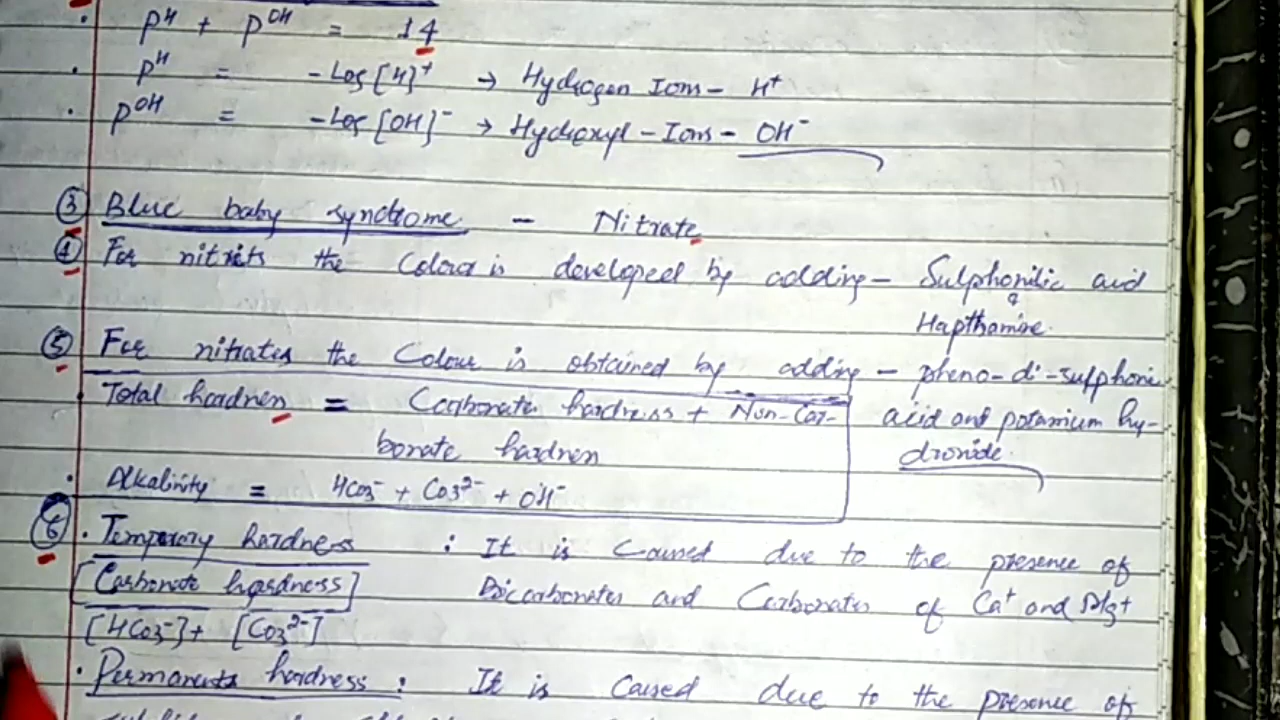 • pH + pOH = 14
• pH = -Log [H]+ → Hydrogen Ions - H+
• pOH = -Log [OH]- → Hydroxyl - Ions - OH-
③ Blue baby syndrome - Nitrate
④ For nitrits the Colour is developed by adding - Sulphonilic acid
& Napthamine.
⑤ For nitrates the Colour is obtained by adding - pheno-di-sulphonic
Total hardness = Carbonate hardness + Non-Car- acid and potassium hy-
bonate hardness droxide.
• Alkalinity = HCO3- + CO3²- + OH-
⑥ • Temporary hardness : It is Caused due to the presence of
[Carbonate hardness] Bicarbonates and Carbonates of Ca+ and Mg+
[HCO3-] + [CO3²-]
• Permanents hardness : It is Caused due to the presence of